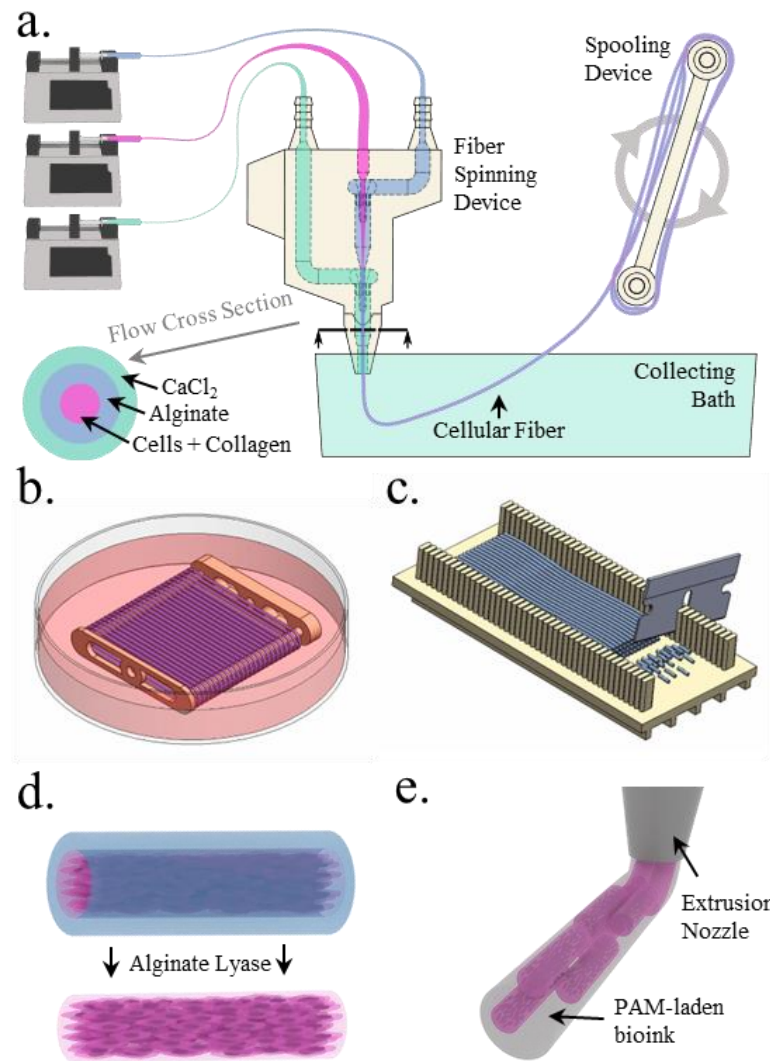 a.
Spooling
Device
Fiber
Spinning
Device
Flow Cross Section
CaCl₂
Alginate
Cells + Collagen
Collecting
Bath
Cellular Fiber
b.
c.
d.
Alginate Lyase
e.
Extrusion
Nozzle
PAM-laden
bioink